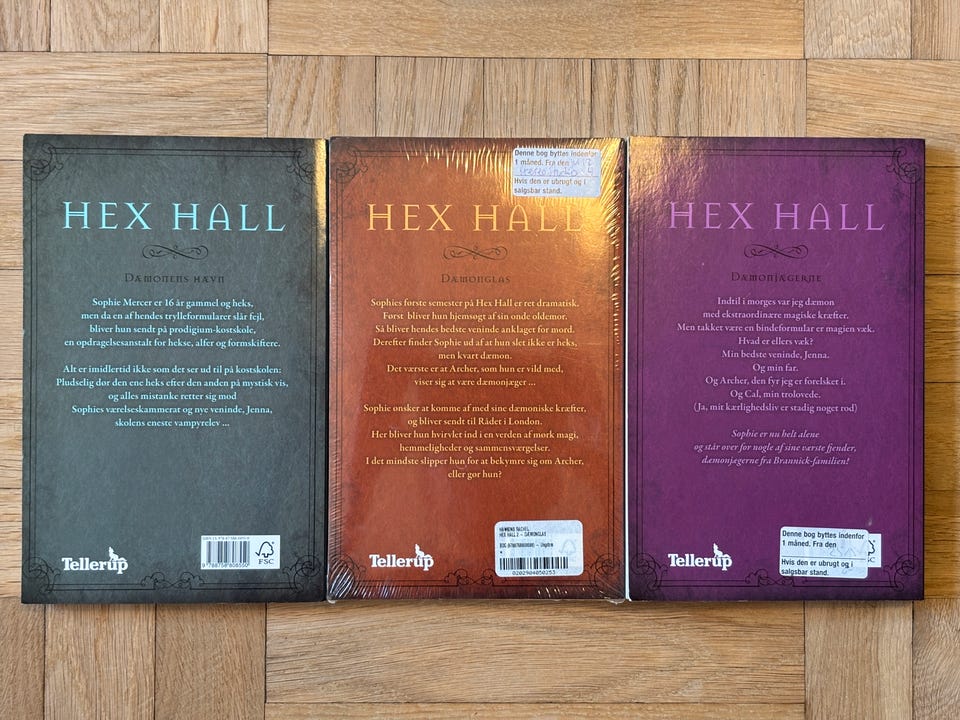 HEX HALL
DÆMONENS HÆVN
Sophie Mercer er 16 år gammel og heks,
men da en af hendes trylleformularer slår fejl,
bliver hun sendt på prodigium-kostskole,
en opdragelsesanstalt for hekse, alfer og formskiftere.
Alt er imidlertid ikke som det ser ud til på kostskolen:
Pludselig dør den ene heks efter den anden på mystisk vis,
og alles mistanke retter sig mod
Sophies værelseskammerat og nye veninde, Jenna,
skolens eneste vampyrelev ...
Tellerup
9 788758 808550
FSC
Denne bog byttes indenfor
1 måned. Fra den
Hvis den er ubrugt og i
salgsbar stand.
HEX HALL
DÆMONGLAS
Sophies første semester på Hex Hall er ret dramatisk.
Først bliver hun hjemsøgt af sin onde oldemor.
Så bliver hendes bedste veninde anklaget for mord.
Derefter finder Sophie ud af at hun slet ikke er heks,
men kvart dæmon.
Det værste er at Archer, som hun er vild med,
viser sig at være dæmonjæger ...
Sophie ønsker at komme af med sine dæmoniske kræfter,
og bliver sendt til Rådet i London.
Her bliver hun hvirvlet ind i en verden af mørk magi,
hemmeligheder og sammensværgelser.
I det mindste slipper hun for at bekymre sig om Archer,
eller gør hun?
Tellerup
HAWKINS RACHEL
HEX HALL 2 - DÆMONGLAS
0202904050253
HEX HALL
DÆMONJÆGERNE
Indtil i morges var jeg dæmon
med ekstraordinære magiske kræfter.
Men takket være en bindeformular er magien væk.
Hvad er ellers væk?
Min bedste veninde, Jenna.
Og min far.
Og Archer, den fyr jeg er forelsket i.
Og Cal, min trolovede.
(Ja, mit kærlighedsliv er stadig noget rod)
Sophie er nu helt alene
og står over for nogle af sine værste fjender,
dæmonjægerne fra Brannick-familien!
Tellerup
Denne bog byttes indenfor
1 måned. Fra den
Hvis den er ubrugt og i
salgsbar stand.